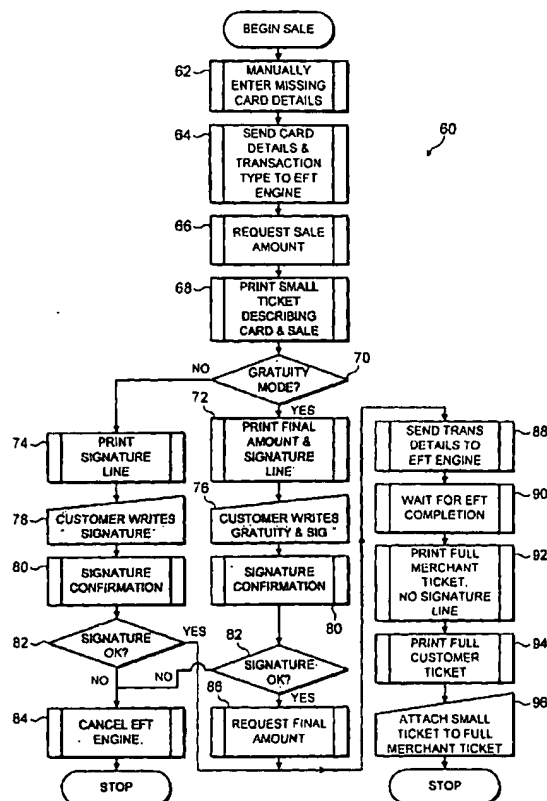 BEGIN SALE
62
MANUALLY
ENTER MISSING
CARD DETAILS
64
SEND CARD
DETAILS &
TRANSACTION
TYPE TO EFT
ENGINE
60
66
REQUEST SALE
AMOUNT
68
PRINT SMALL
TICKET
DESCRIBING
CARD & SALE
NO
GRATUITY
MODE?
70
YES
72
PRINT FINAL
AMOUNT &
SIGNATURE
LINE
74
PRINT
SIGNATURE
LINE
76
CUSTOMER WRITES
GRATUITY & SIG
78
CUSTOMER WRITES
SIGNATURE
80
SIGNATURE
CONFIRMATION
SIGNATURE
CONFIRMATION
80
82
SIGNATURE
OK?
YES
NO
82
SIGNATURE
OK?
NO
YES
84
CANCEL EFT
ENGINE.
86
REQUEST FINAL
AMOUNT
STOP
SEND TRANS
DETAILS TO
EFT ENGINE
88
WAIT FOR EFT
COMPLETION
90
PRINT FULL
MERCHANT
TICKET,
NO SIGNATURE
LINE
92
PRINT FULL
CUSTOMER
TICKET
94
ATTACH SMALL
TICKET TO FULL
MERCHANT TICKET
96
STOP